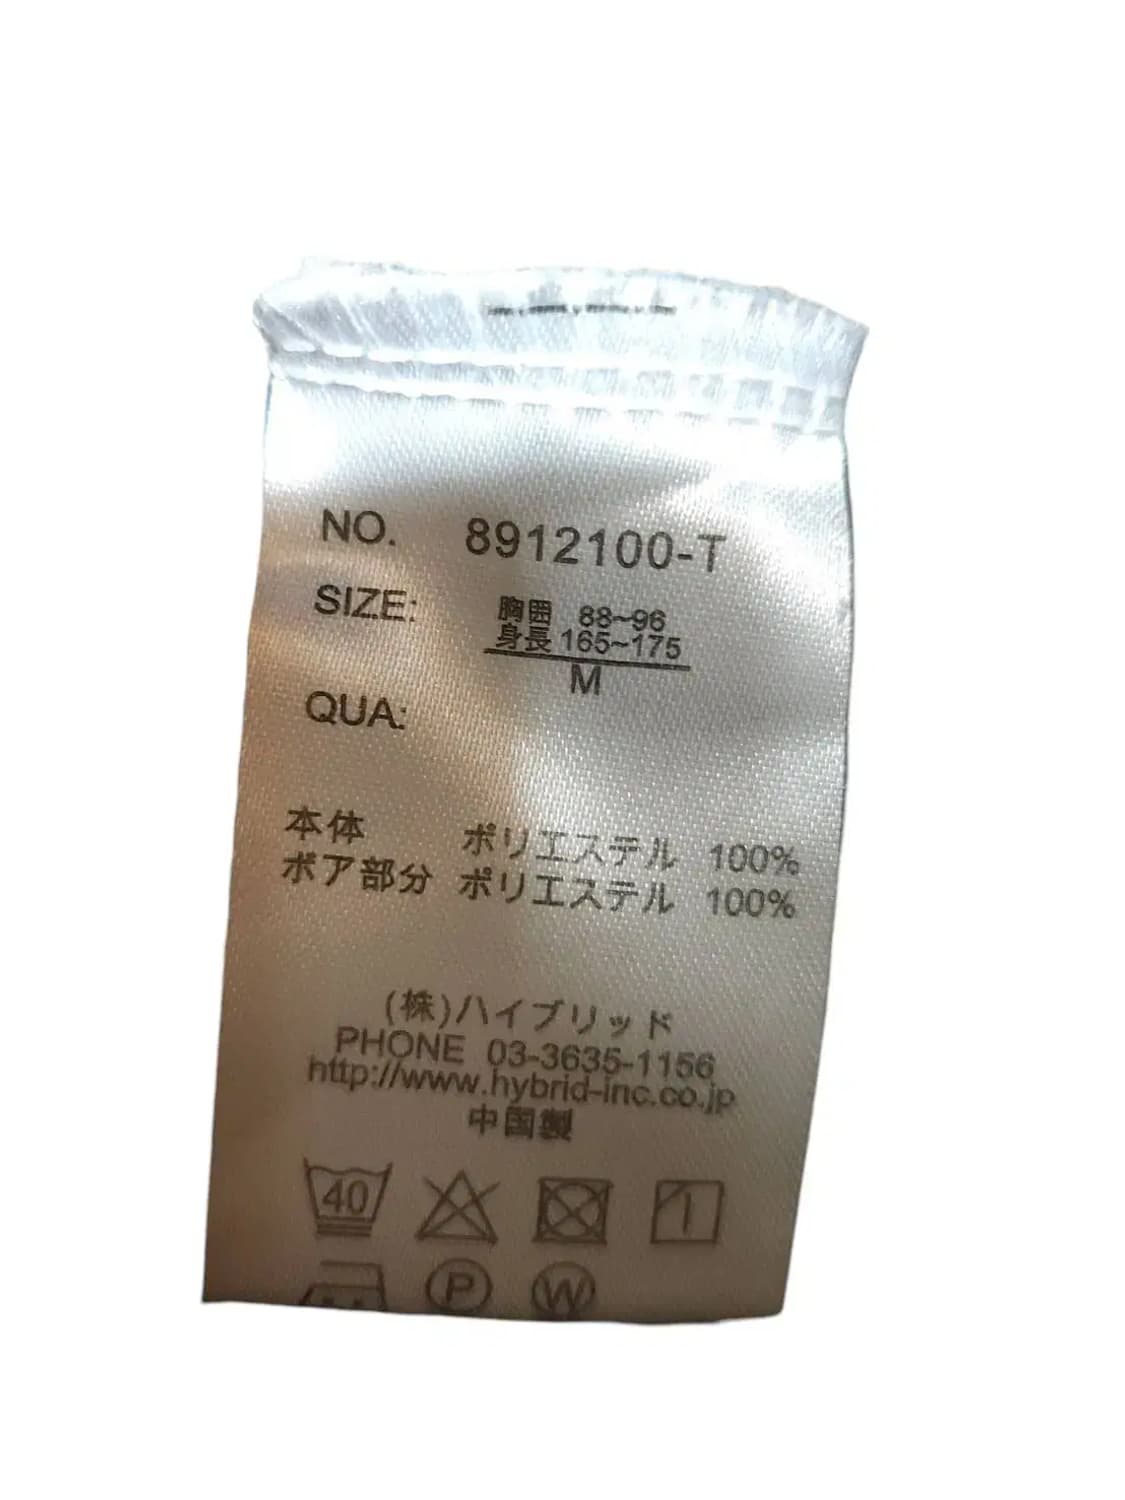 NO. 8912100-T
SIZE: 胸囲 88~96
身長 165~175
M
QUA:
本体 ポリエステル 100%
ボア部分 ポリエステル 100%
(株)ハイブリッド
PHONE 03-3635-1156
http://www.hybrid-inc.co.jp
中国製
40
P W